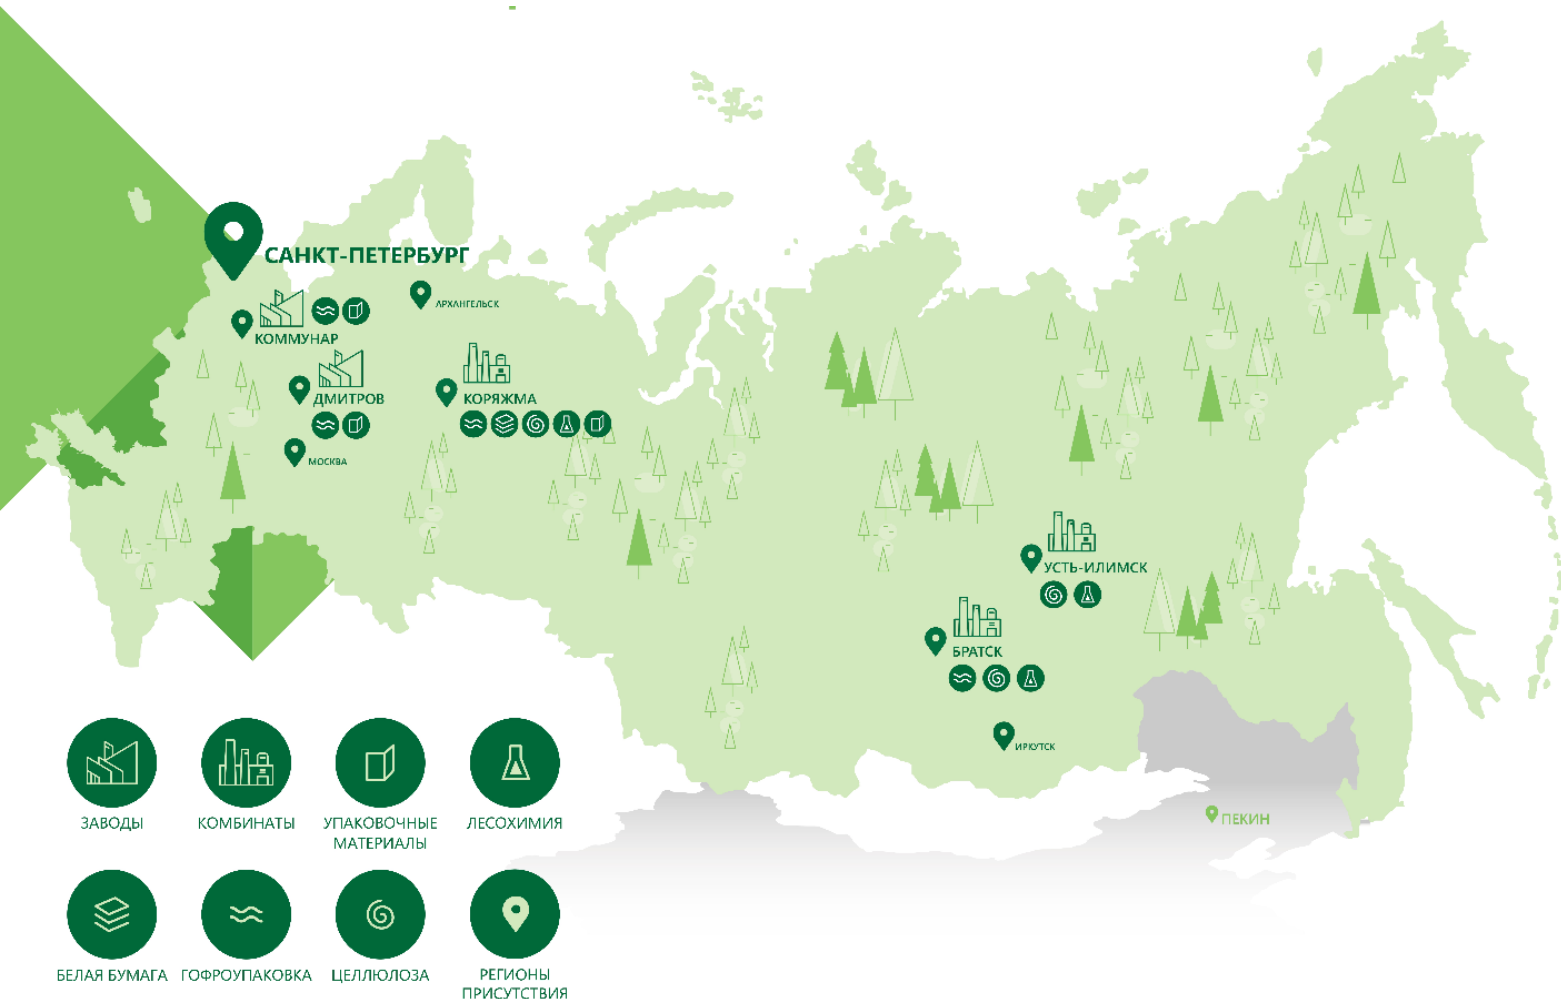 САНКТ-ПЕТЕРБУРГ
АРХАНГЕЛЬСК
КОММУНАР
ДМИТРОВ
КОРЯЖМА
МОСКВА
УСТЬ-ИЛИМСК
БРАТСК
ИРКУТСК
ПЕКИН
ЗАВОДЫ
КОМБИНАТЫ
УПАКОВОЧНЫЕ
МАТЕРИАЛЫ
ЛЕСОХИМИЯ
БЕЛАЯ БУМАГА
ГОФРОУПАКОВКА
ЦЕЛЛЮЛОЗА
РЕГИОНЫ
ПРИСУТСТВИЯ